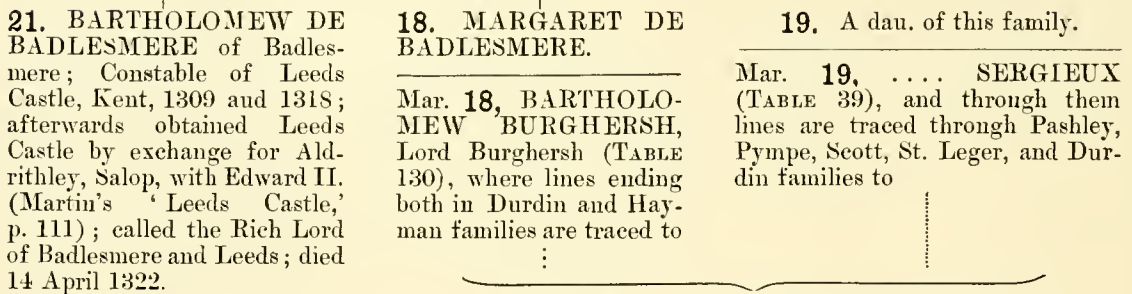 21. BARTHOLOMEW DE
BADLESMERE of Badles-
mere; Constable of Leeds
Castle, Kent, 1309 and 1318;
afterwards obtained Leeds
Castle by exchange for Ald-
rithley, Salop, with Edward II.
(Martin's ‘Leeds Castle,’
p. 111); called the Rich Lord
of Badlesmere and Leeds; died
14 April 1322.
18. MARGARET DE
BADLESMERE.
Mar. 18, BARTHOLO-
MEW BURGHERSH,
Lord Burghersh (TABLE
130), where lines ending
both in Durdin and Hay-
man families are traced to
19. A dau. of this family.
Mar. 19, .... SERGIEUX
(TABLE 39), and through them
lines are traced through Pashley,
Pympe, Scott, St. Leger, and Dur-
din families to